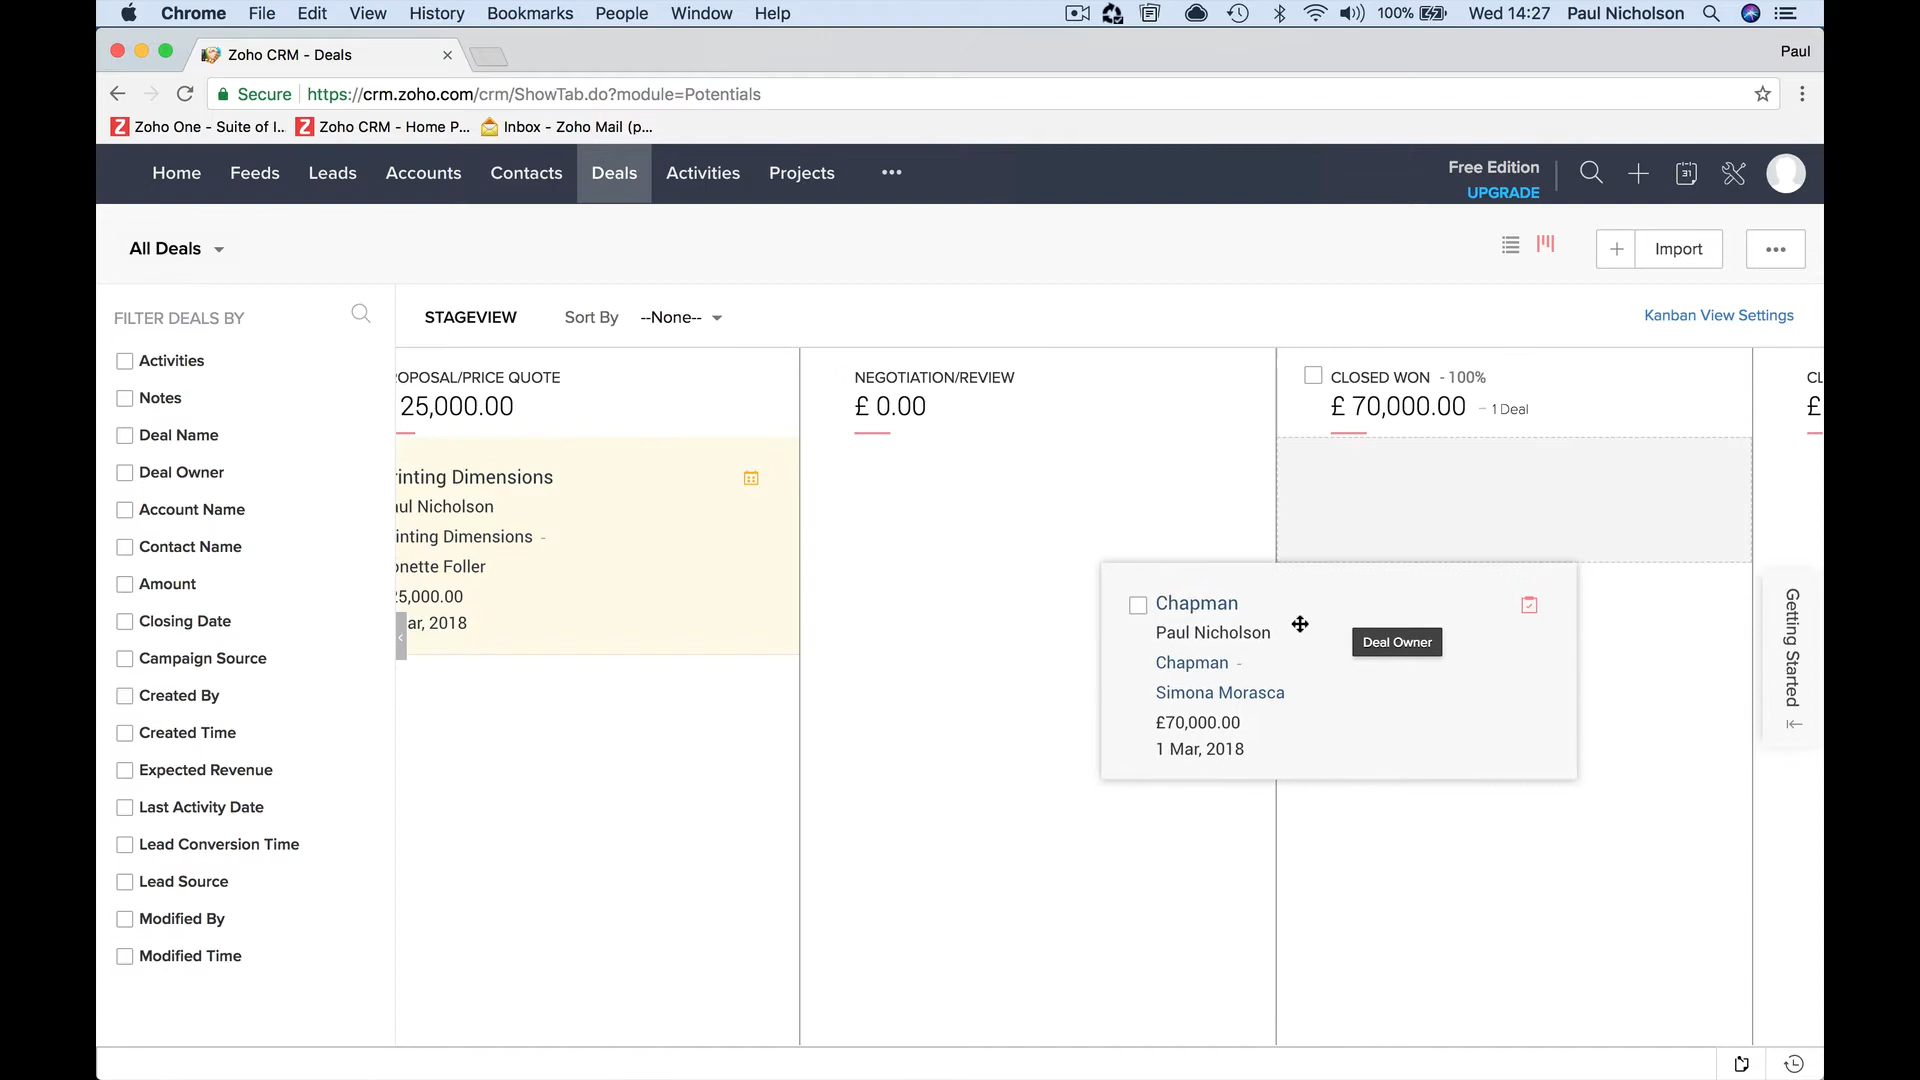 Chrome File Edit View History Bookmarks People Window Help 100% Wed 14:27 Paul Nicholson
Zoho CRM - Deals Paul
Secure https://crm.zoho.com/crm/ShowTab.do?module=Potentials
Zoho One - Suite of I... Zoho CRM - Home P... Inbox - Zoho Mail (p...
Home Feeds Leads Accounts Contacts Deals Activities Projects ••• Free Edition 31
UPGRADE
All Deals + Import •••
FILTER DEALS BY
STAGEVIEW Sort By --None-- Kanban View Settings
Activities
Notes
Deal Name
Deal Owner
Account Name
Contact Name
Amount
Closing Date
Campaign Source
Created By
Created Time
Expected Revenue
Last Activity Date
Lead Conversion Time
Lead Source
Modified By
Modified Time
OPOSAL/PRICE QUOTE
25,000.00
rinting Dimensions
ul Nicholson
inting Dimensions -
onette Foller
25,000.00
ar, 2018
NEGOTIATION/REVIEW
£ 0.00
CLOSED WON - 100%
£ 70,000.00 – 1 Deal
CL
£
Chapman
Paul Nicholson
Deal Owner
Chapman -
Simona Morasca
£70,000.00
1 Mar, 2018
Getting Started